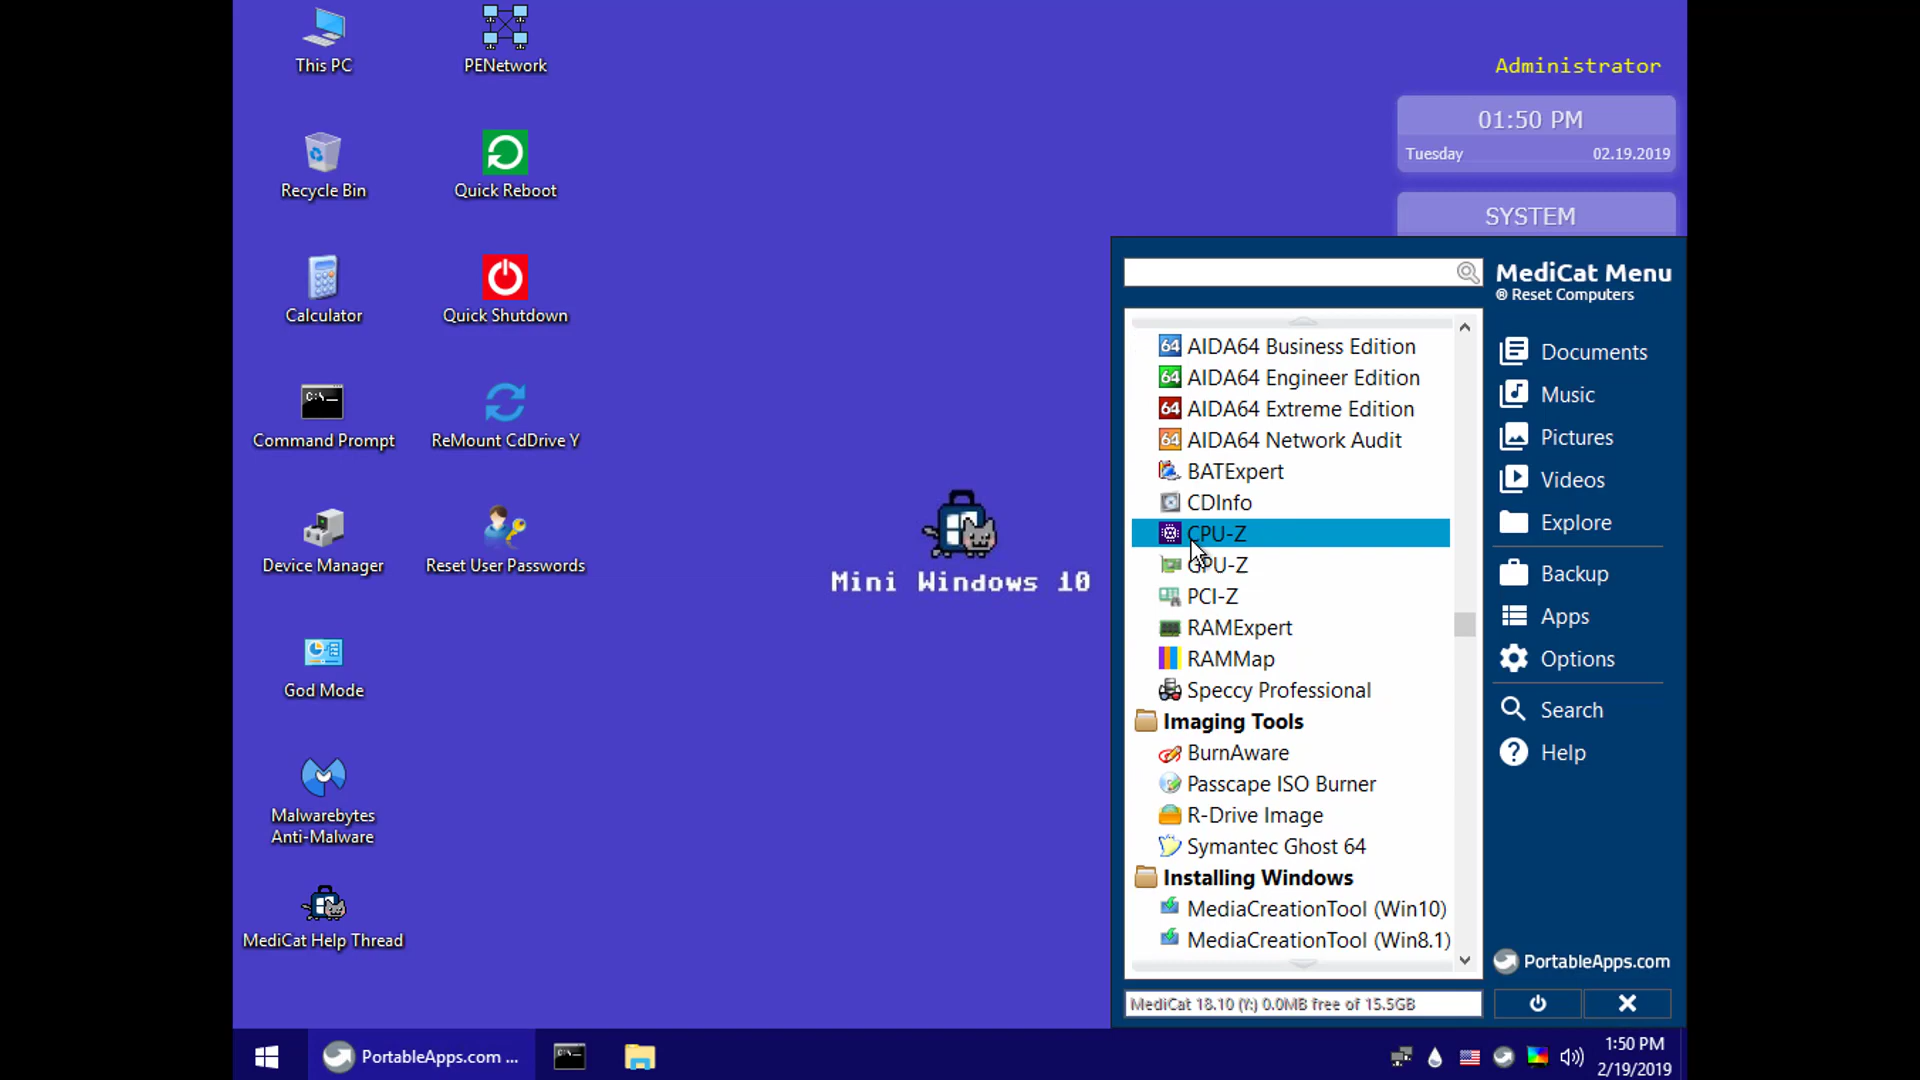 This PC
PENetwork
Recycle Bin
Quick Reboot
Calculator
Quick Shutdown
Command Prompt
ReMount CdDrive Y
Device Manager
Reset User Passwords
God Mode
Malwarebytes
Anti-Malware
MediCat Help Thread
Mini Windows 10
Administrator
01:50 PM
Tuesday 02.19.2019
SYSTEM
MediCat Menu
® Reset Computers
AIDA64 Business Edition
AIDA64 Engineer Edition
AIDA64 Extreme Edition
AIDA64 Network Audit
BATExpert
CDInfo
CPU-Z
GPU-Z
PCI-Z
RAMExpert
RAMMap
Speccy Professional
Imaging Tools
BurnAware
Passcape ISO Burner
R-Drive Image
Symantec Ghost 64
Installing Windows
MediaCreationTool (Win10)
MediaCreationTool (Win8.1)
MediCat 18.10 (Y:) 0.0MB free of 15.5GB
Documents
Music
Pictures
Videos
Explore
Backup
Apps
Options
Search
Help
PortableApps.com
PortableApps.com ...
1:50 PM
2/19/2019